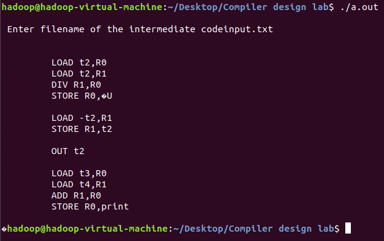 hadoop@hadoop-virtual-machine:~/Desktop/Compiler design lab$ ./a.out
Enter filename of the intermediate codeinput.txt
LOAD t2,R0
LOAD t2,R1
DIV R1,R0
STORE R0,�U
LOAD -t2,R1
STORE R1,t2
OUT t2
LOAD t3,R0
LOAD t4,R1
ADD R1,R0
STORE R0,print
�hadoop@hadoop-virtual-machine:~/Desktop/Compiler design lab$